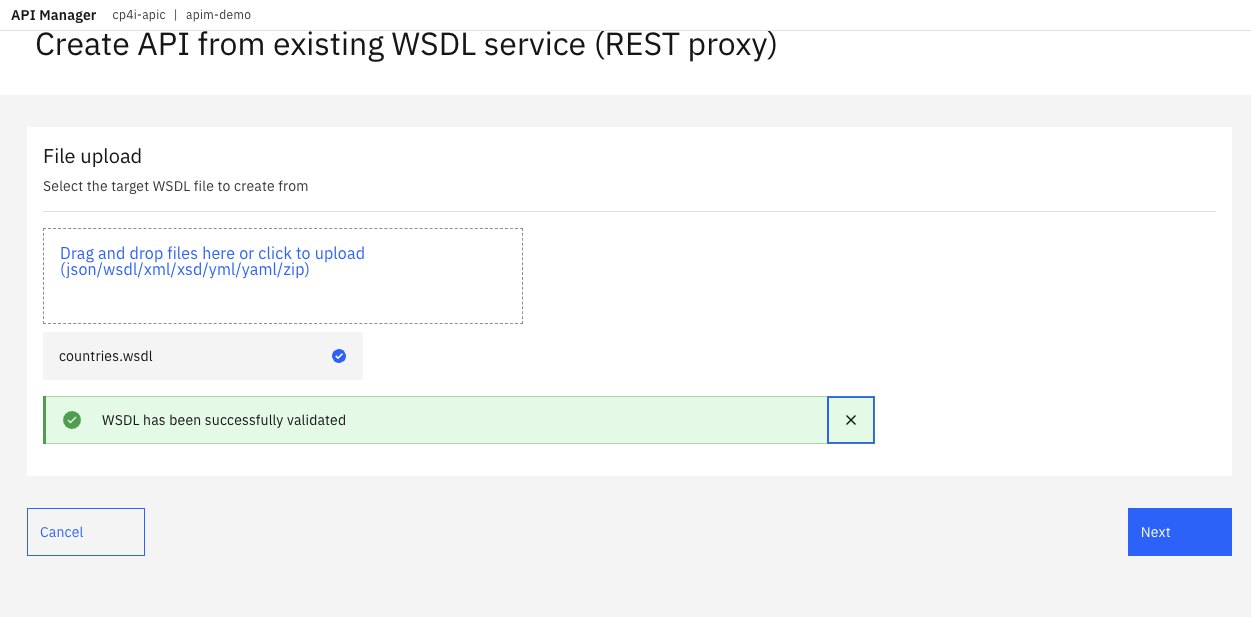 API Manager cp4i-apic | apim-demo
Create API from existing WSDL service (REST proxy)
File upload
Select the target WSDL file to create from
Drag and drop files here or click to upload
(json/wsdl/xml/xsd/yml/yaml/zip)
countries.wsdl
WSDL has been successfully validated
Cancel
Next